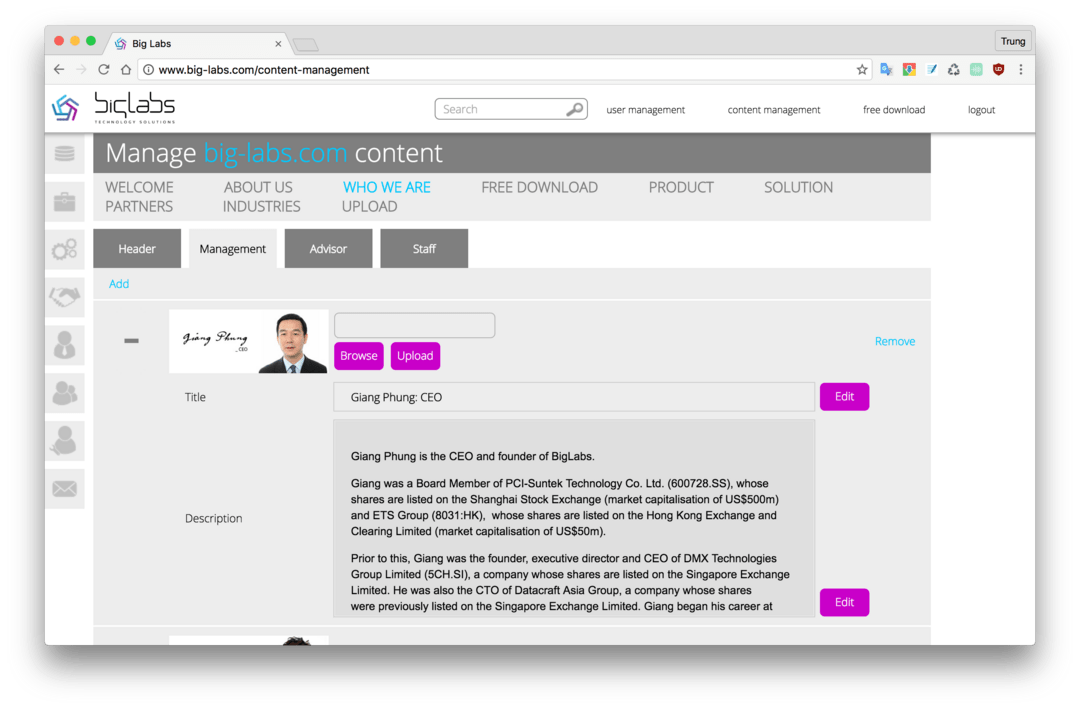 Big Labs
Trung
www.big-labs.com/content-management
biglabs
TECHNOLOGY SOLUTIONS
Search
user management
content management
free download
logout
Manage big-labs.com content
WELCOME ABOUT US WHO WE ARE FREE DOWNLOAD PRODUCT SOLUTION
PARTNERS INDUSTRIES UPLOAD
Header Management Advisor Staff
Add
Giang Phung
_CEO
Browse Upload
Remove
Title
Giang Phung: CEO
Edit
Description
Giang Phung is the CEO and founder of BigLabs.
Giang was a Board Member of PCI-Suntek Technology Co. Ltd. (600728.SS), whose
shares are listed on the Shanghai Stock Exchange (market capitalisation of US$500m)
and ETS Group (8031:HK), whose shares are listed on the Hong Kong Exchange and
Clearing Limited (market capitalisation of US$50m).
Prior to this, Giang was the founder, executive director and CEO of DMX Technologies
Group Limited (5CH.SI), a company whose shares are listed on the Singapore Exchange
Limited. He was also the CTO of Datacraft Asia Group, a company whose shares
were previously listed on the Singapore Exchange Limited. Giang began his career at
Edit